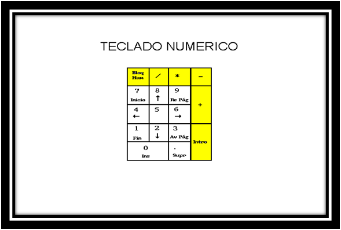 TECLADO NUMERICO
Bloq
Num
/
*
-
7
Inicio
8
↑
9
Re Pág
+
4
←
5
6
→
1
Fin
2
↓
3
Av Pág
Intro
0
Ins
.
Supr